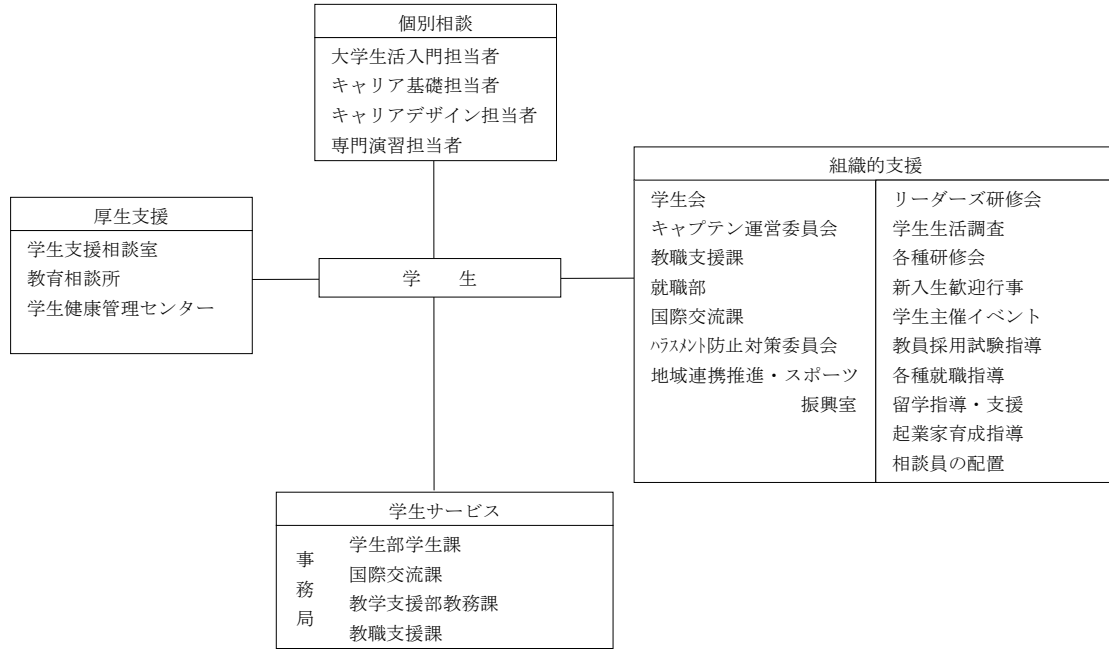 個別相談
大学生活入門担当者
キャリア基礎担当者
キャリアデザイン担当者
専門演習担当者
厚生支援
学生支援相談室
教育相談所
学生健康管理センター
学　　生
組織的支援
学生会
キャプテン運営委員会
教職支援課
就職部
国際交流課
ﾊﾗｽﾒﾝﾄ防止対策委員会
地域連携推進・スポーツ
振興室
リーダーズ研修会
学生生活調査
各種研修会
新入生歓迎行事
学生主催イベント
教員採用試験指導
各種就職指導
留学指導・支援
起業家育成指導
相談員の配置
学生サービス
事務局
学生部学生課
国際交流課
教学支援部教務課
教職支援課